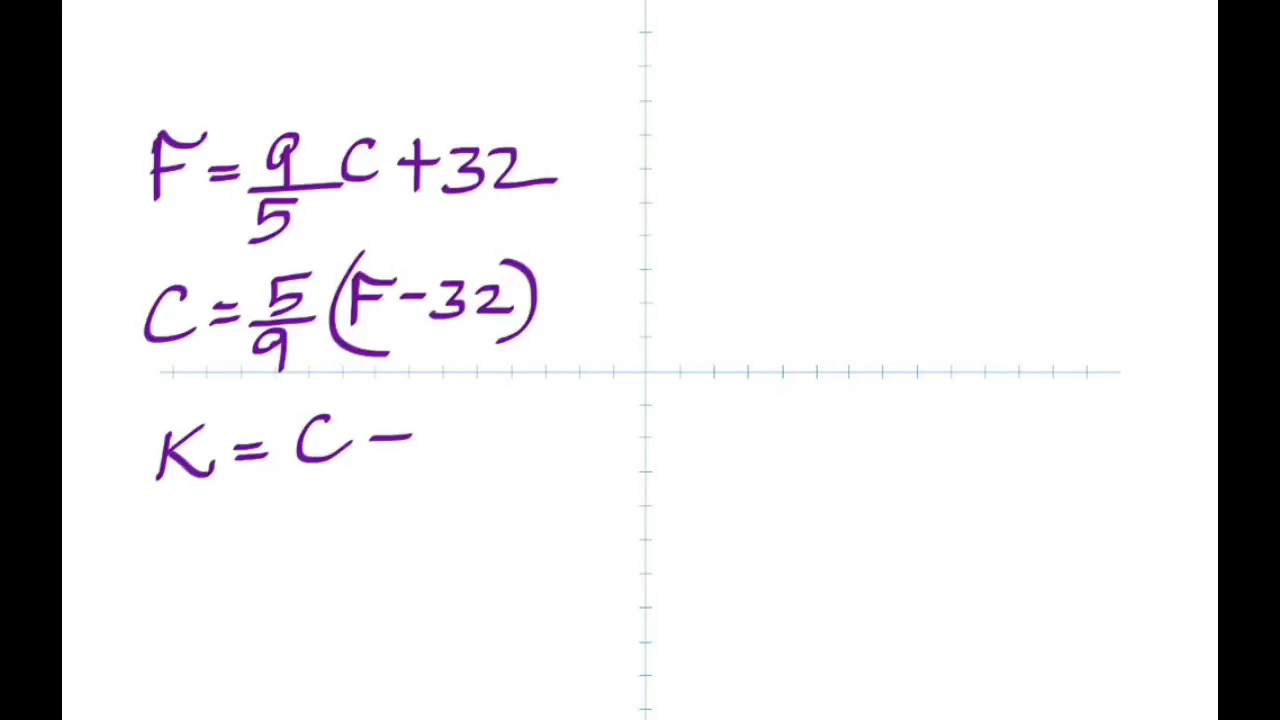 F = 9/5 C + 32
C = 5/9 (F - 32)
K = C -